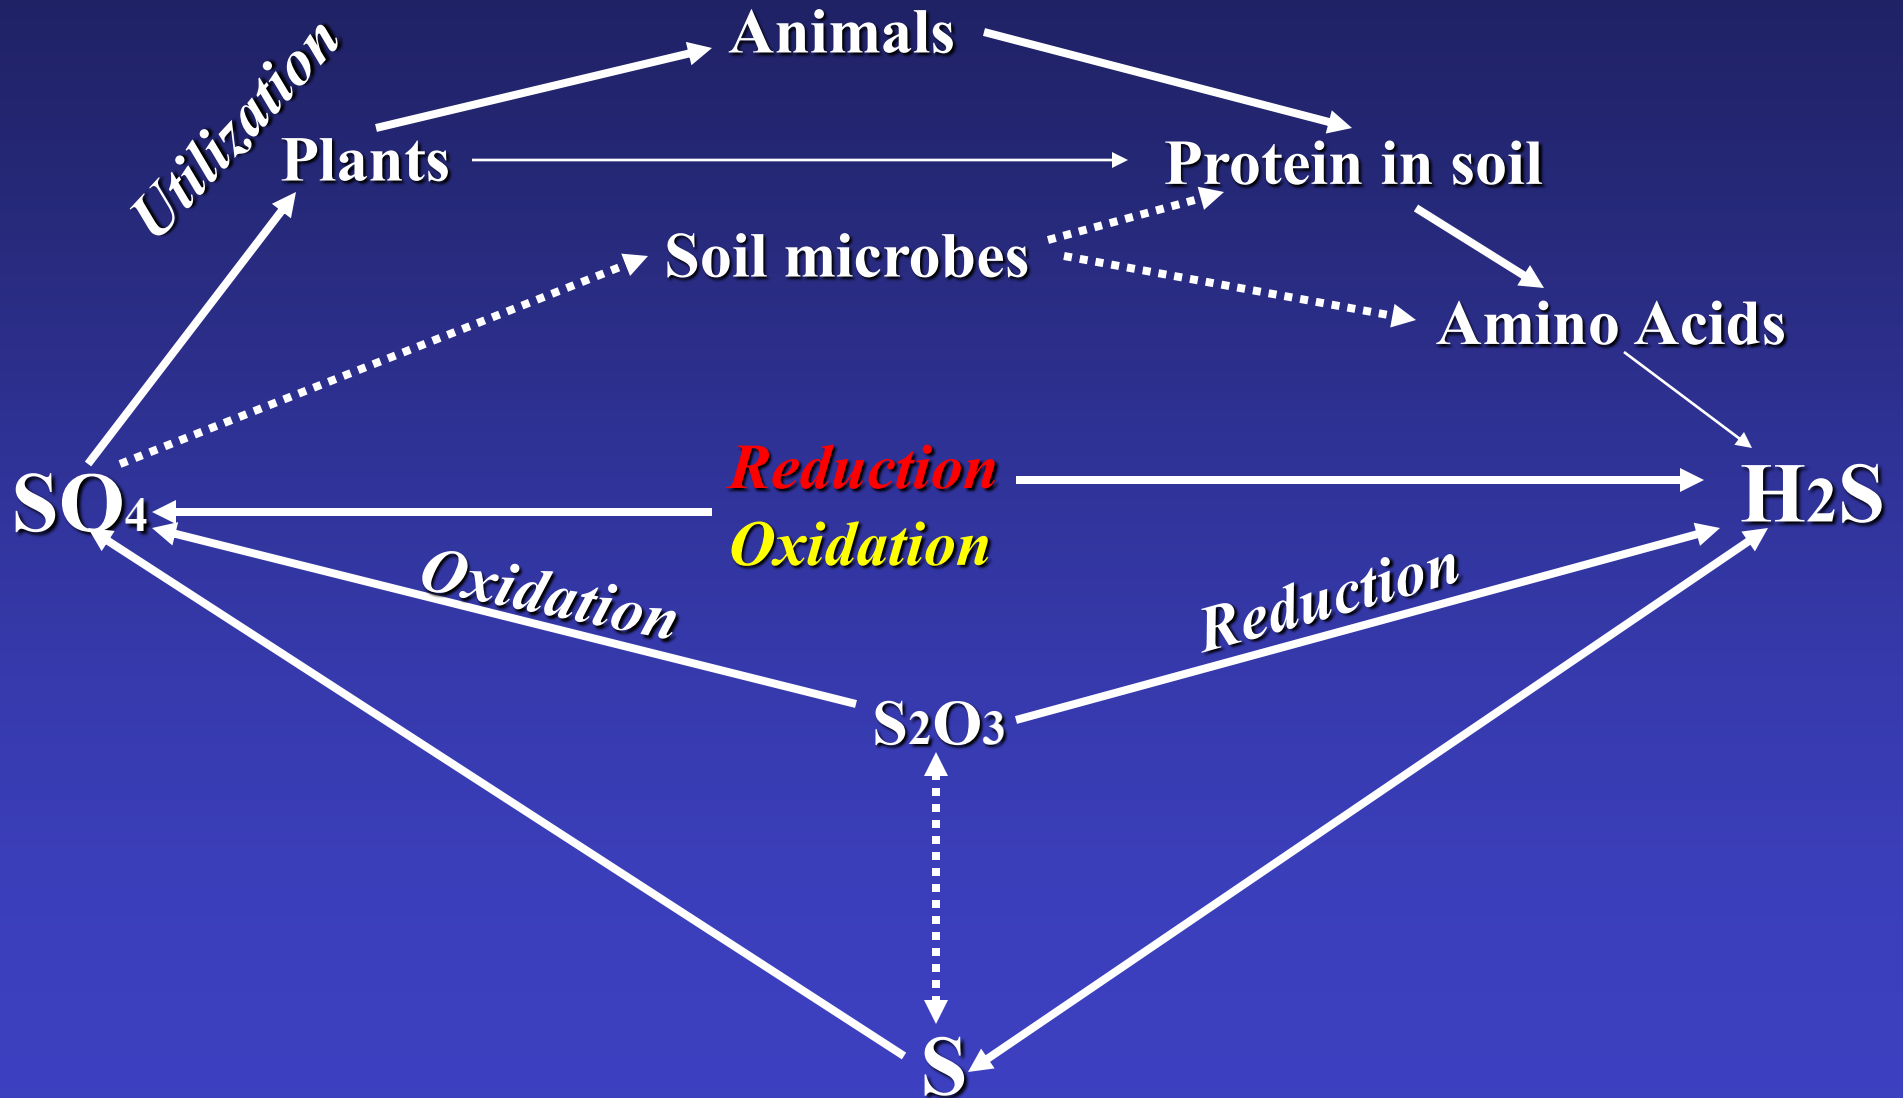 Animals
Utilization
Plants
Protein in soil
Soil microbes
Amino Acids
Reduction
SO4
H2S
Oxidation
Oxidation
Reduction
S2O3
S